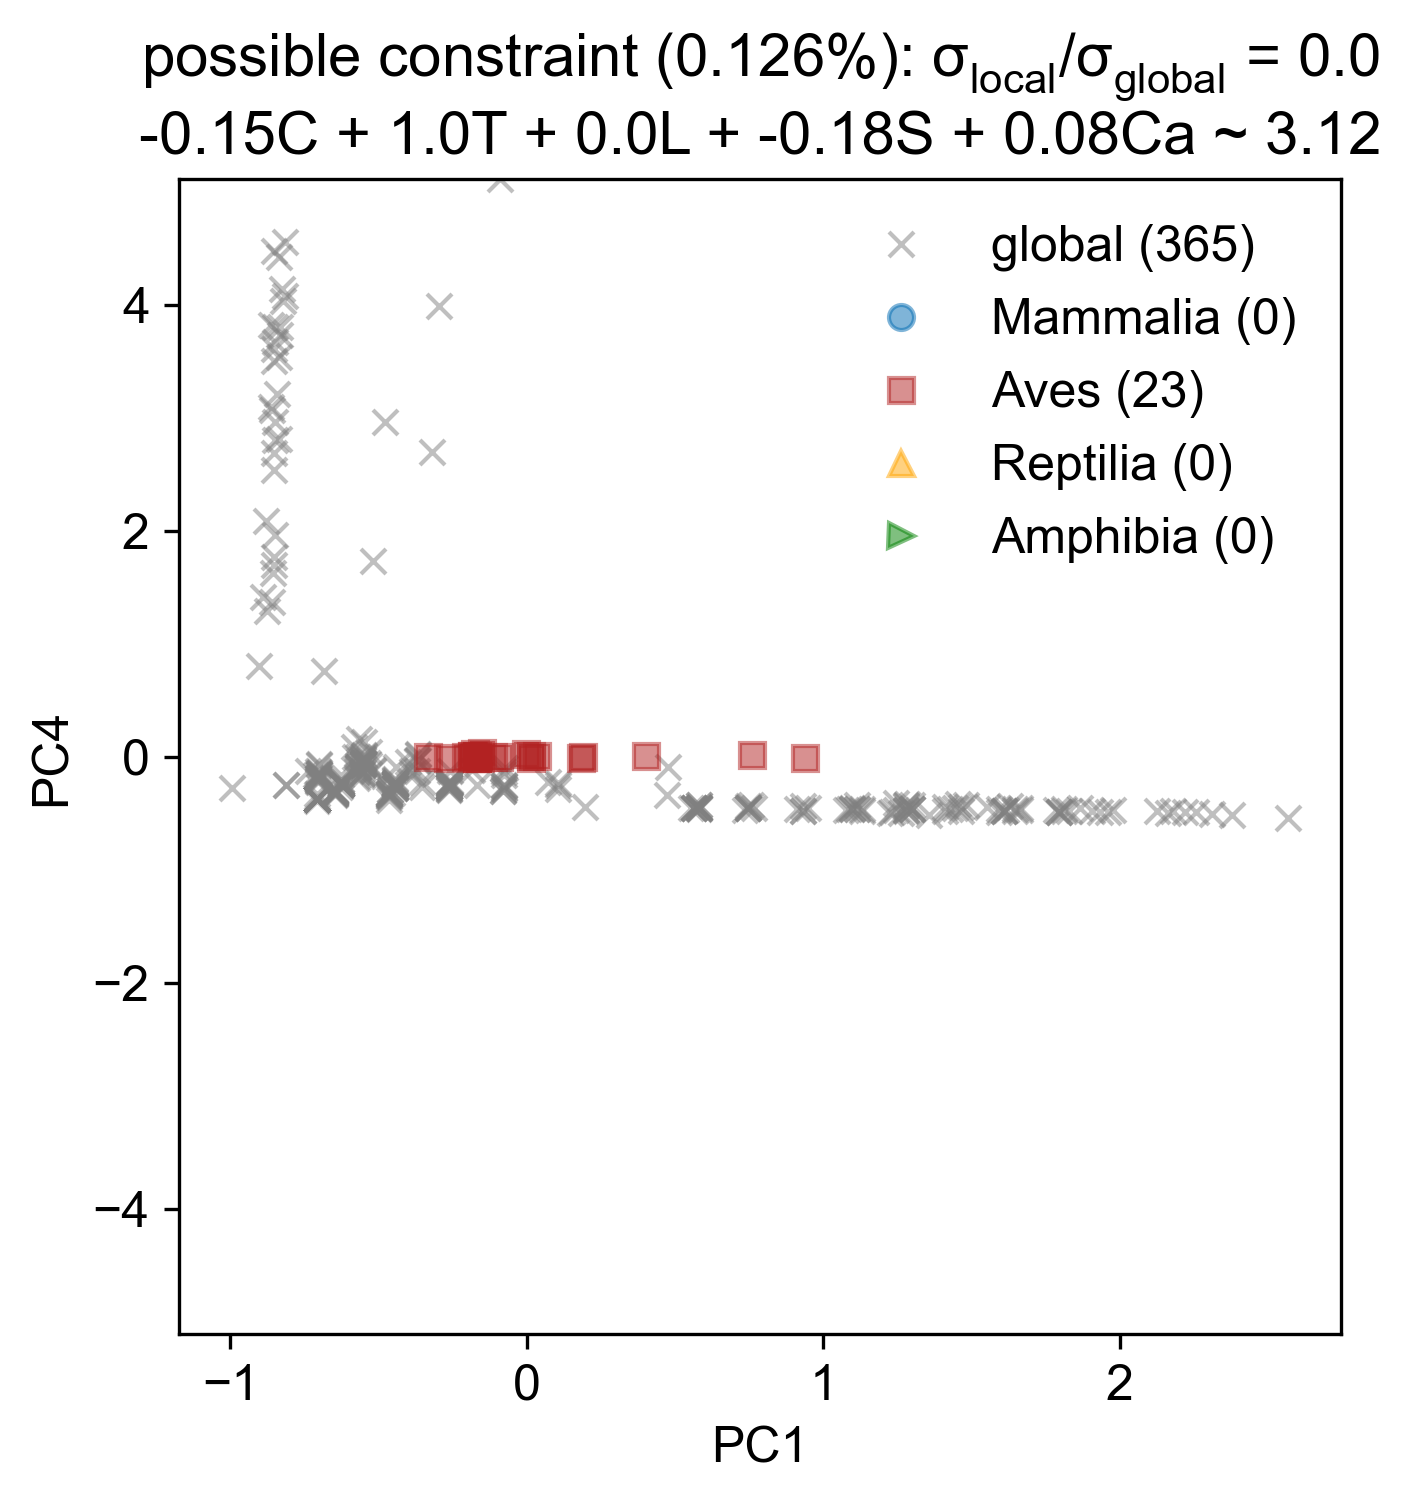 possible constraint (0.126%): σlocal/σglobal = 0.0
-0.15C + 1.0T + 0.0L + -0.18S + 0.08Ca ~ 3.12
global (365)
Mammalia (0)
Aves (23)
Reptilia (0)
Amphibia (0)
4
2
0
−2
−4
PC4
−1
0
1
2
PC1